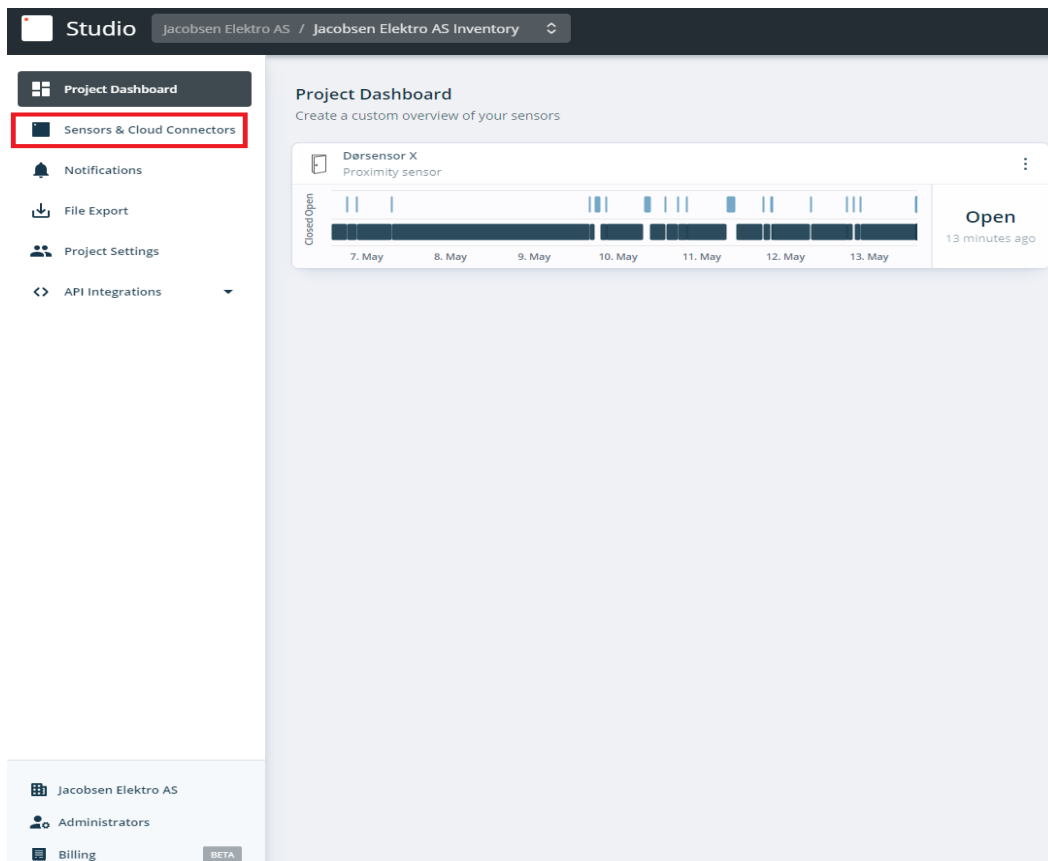 Studio
Jacobsen Elektro AS / Jacobsen Elektro AS Inventory
Project Dashboard
Sensors & Cloud Connectors
Notifications
File Export
Project Settings
API Integrations
Jacobsen Elektro AS
Administrators
Billing BETA
Project Dashboard
Create a custom overview of your sensors
Dørsensor X
Proximity sensor
Open
Closed
7. May 8. May 9. May 10. May 11. May 12. May 13. May
Open
13 minutes ago